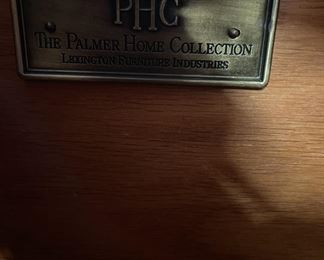 PHC
THE PALMER HOME COLLECTION
LEXINGTON FURNITURE INDUSTRIES